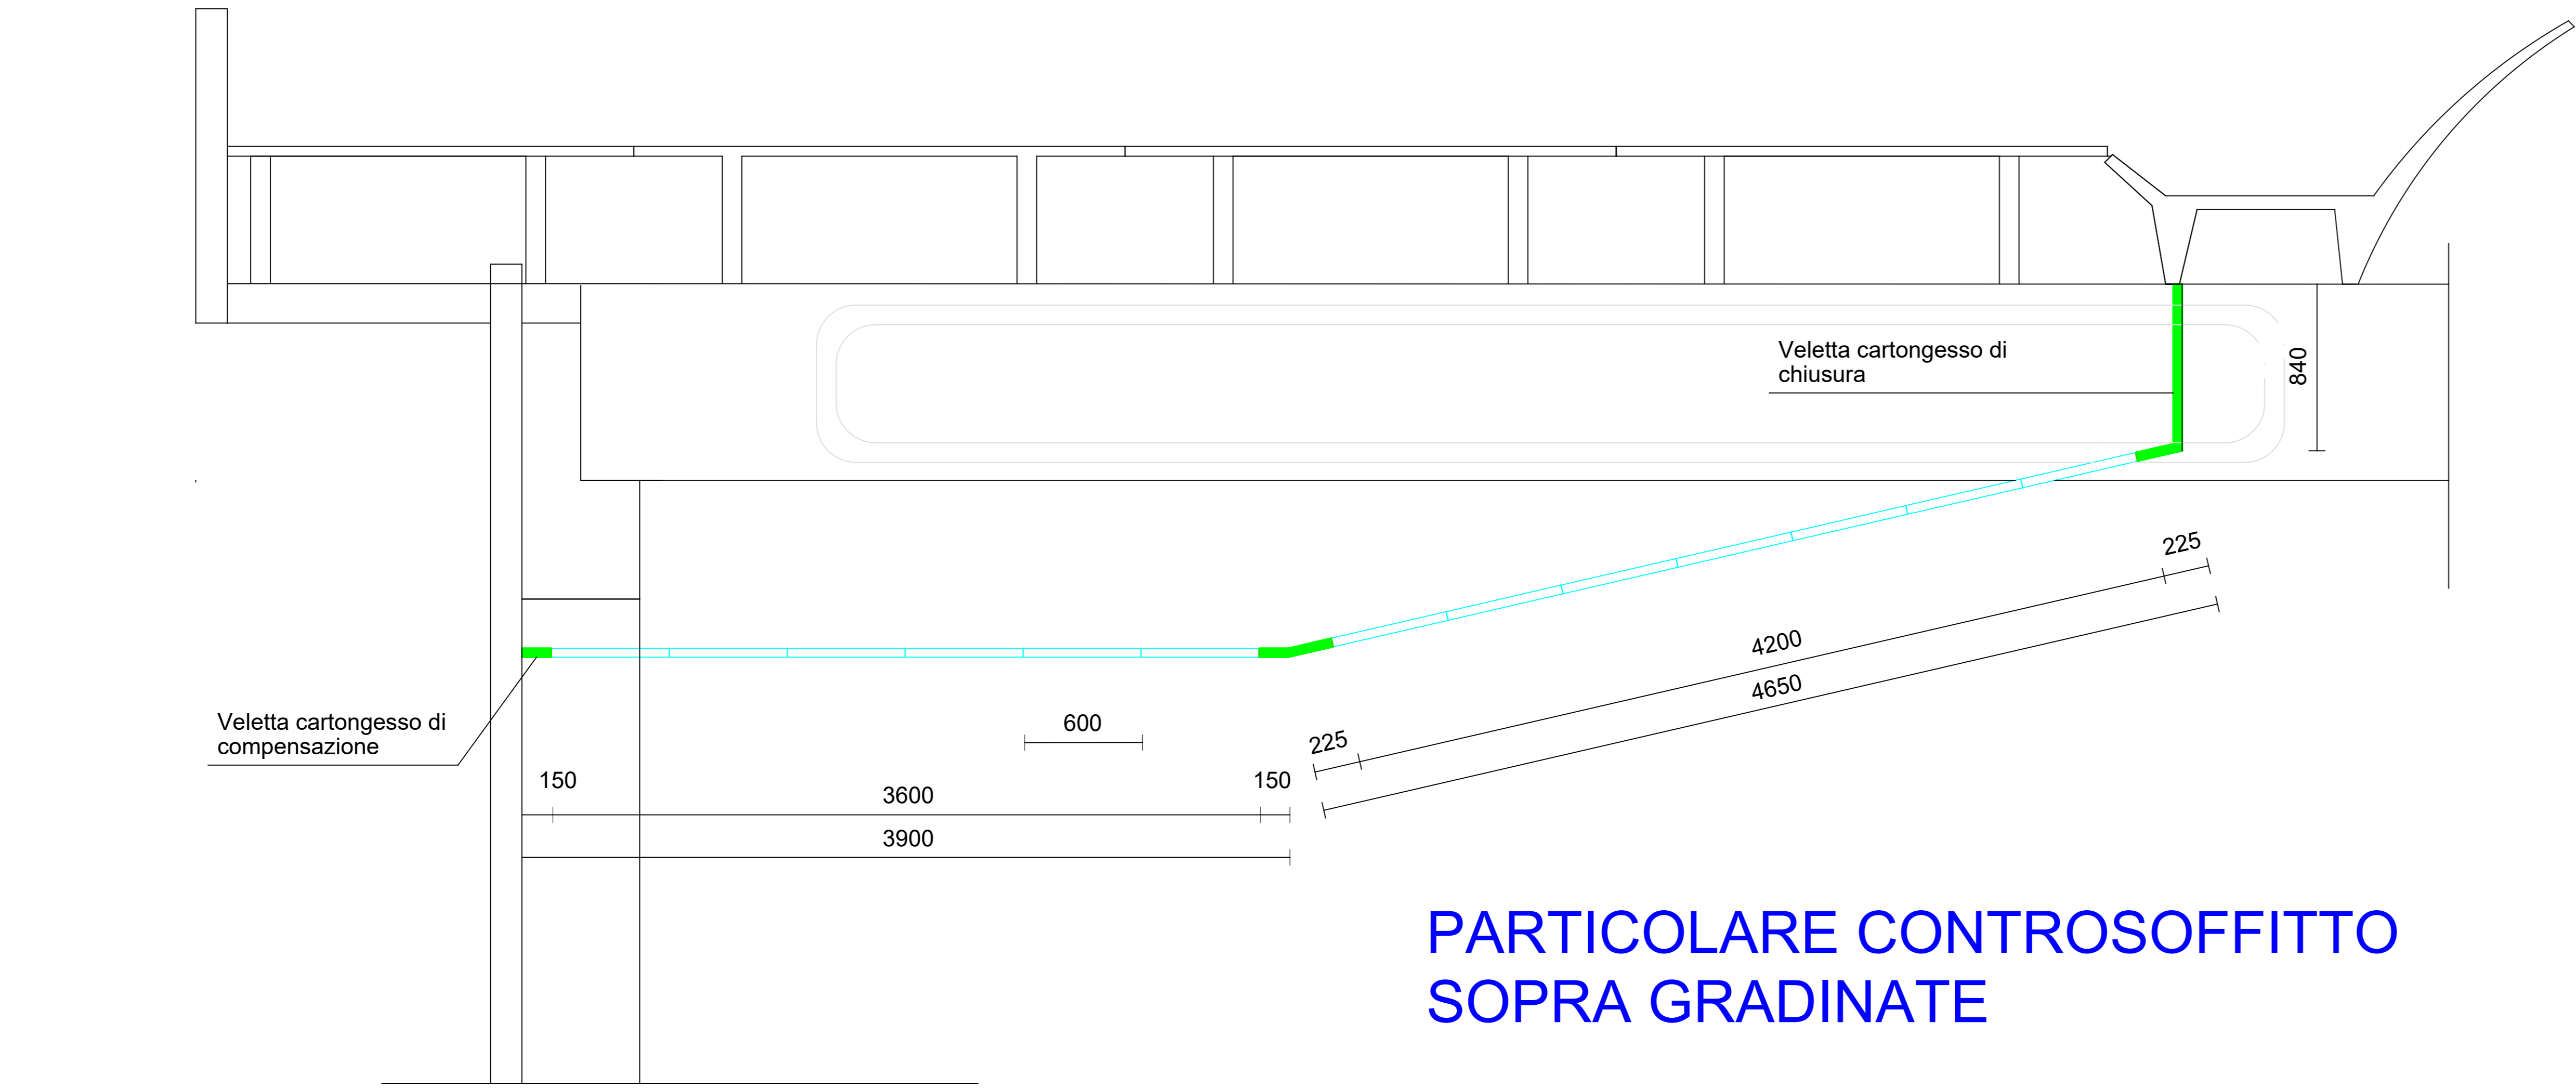 Veletta cartongesso di
chiusura
840
225
4200
4650
225
Veletta cartongesso di
compensazione
600
150
3600
150
3900
PARTICOLARE CONTROSOFFITTO
SOPRA GRADINATE